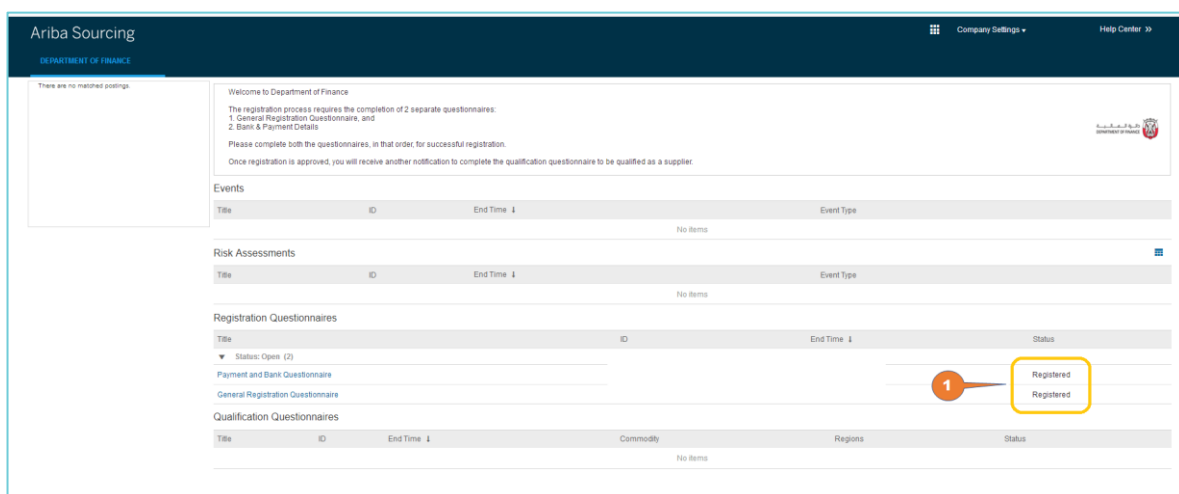 Ariba Sourcing
Company Settings
Help Center »
DEPARTMENT OF FINANCE
There are no matched postings.
Welcome to Department of Finance
The registration process requires the completion of 2 separate questionnaires:
1. General Registration Questionnaire, and
2. Bank & Payment Details
Please complete both the questionnaires, in that order, for successful registration.
Once registration is approved, you will receive another notification to complete the qualification questionnaire to be qualified as a supplier.
دائرة المالية
DEPARTMENT OF FINANCE
Events
Title ID End Time ↓ Event Type
No items
Risk Assessments
Title ID End Time ↓ Event Type
No items
Registration Questionnaires
Title ID End Time ↓ Status
▼ Status: Open (2)
Payment and Bank Questionnaire Registered
General Registration Questionnaire Registered
1
Qualification Questionnaires
Title ID End Time ↓ Commodity Regions Status
No items